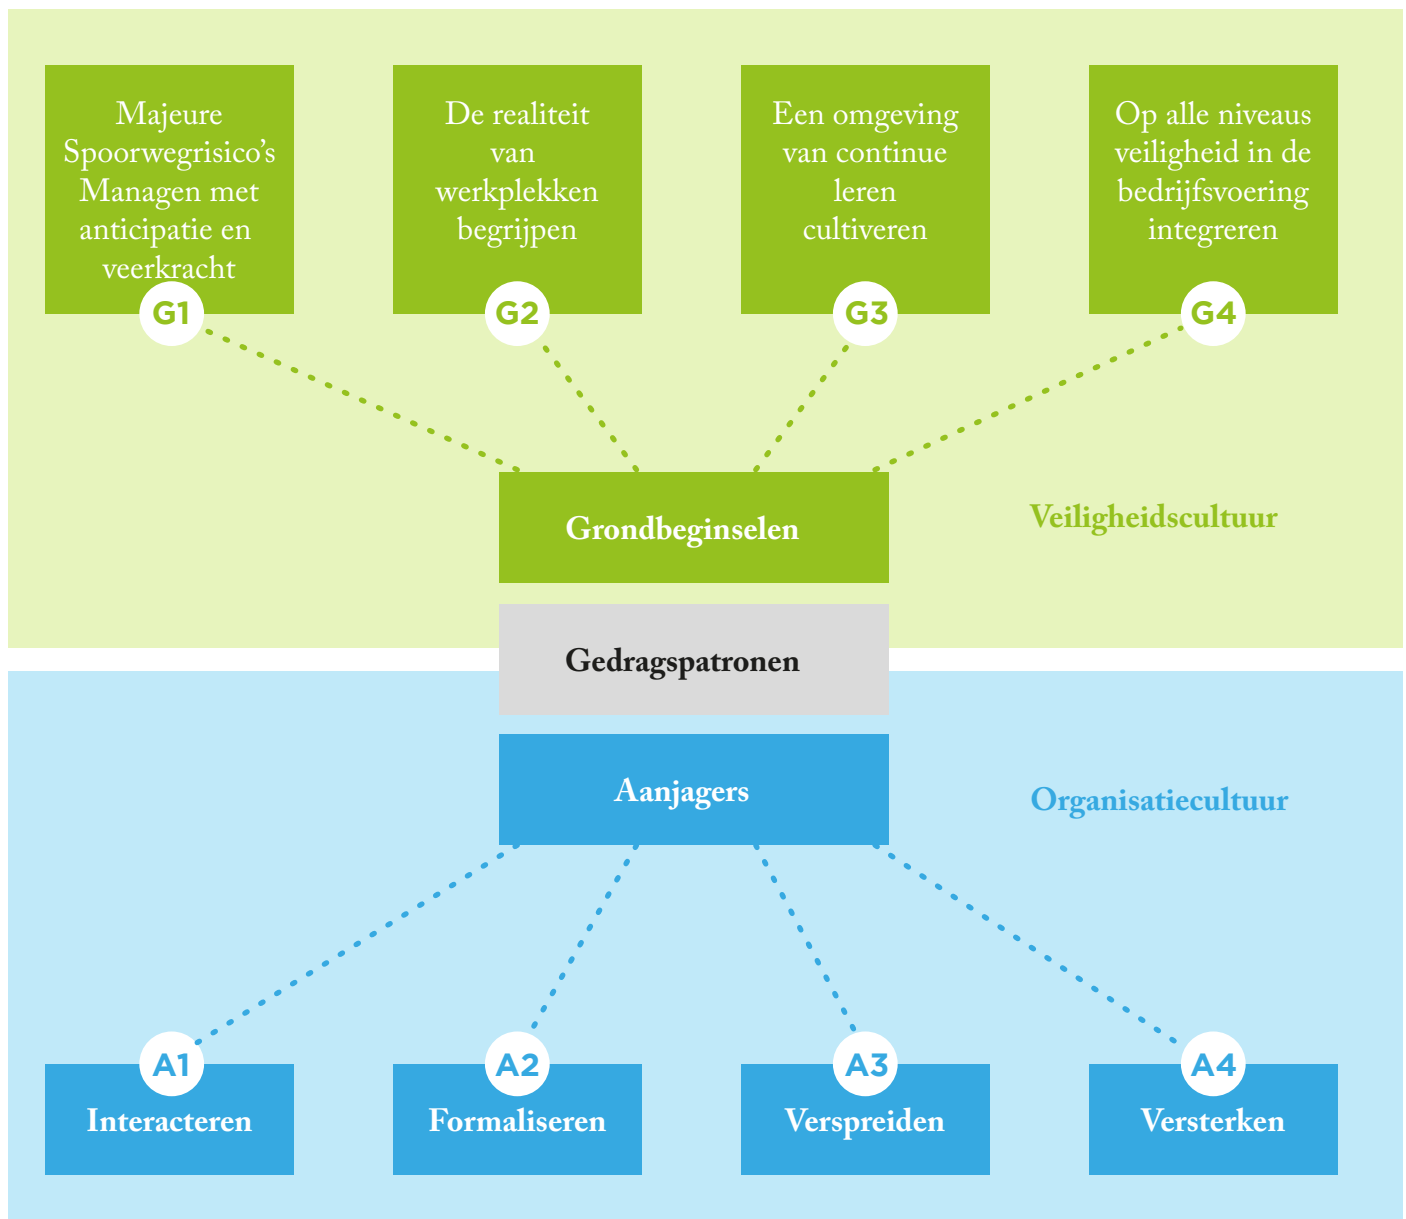 Majeure
Spoorwegrisico’s
Managen met
anticipatie en
veerkracht
G1
De realiteit
van
werkplekken
begrijpen
G2
Een omgeving
van continue
leren
cultiveren
G3
Op alle niveaus
veiligheid in de
bedrijfsvoering
integreren
G4
Grondbeginselen
Veiligheidscultuur
Gedragspatronen
Aanjagers
Organisatiecultuur
A1
Interacteren
A2
Formaliseren
A3
Verspreiden
A4
Versterken